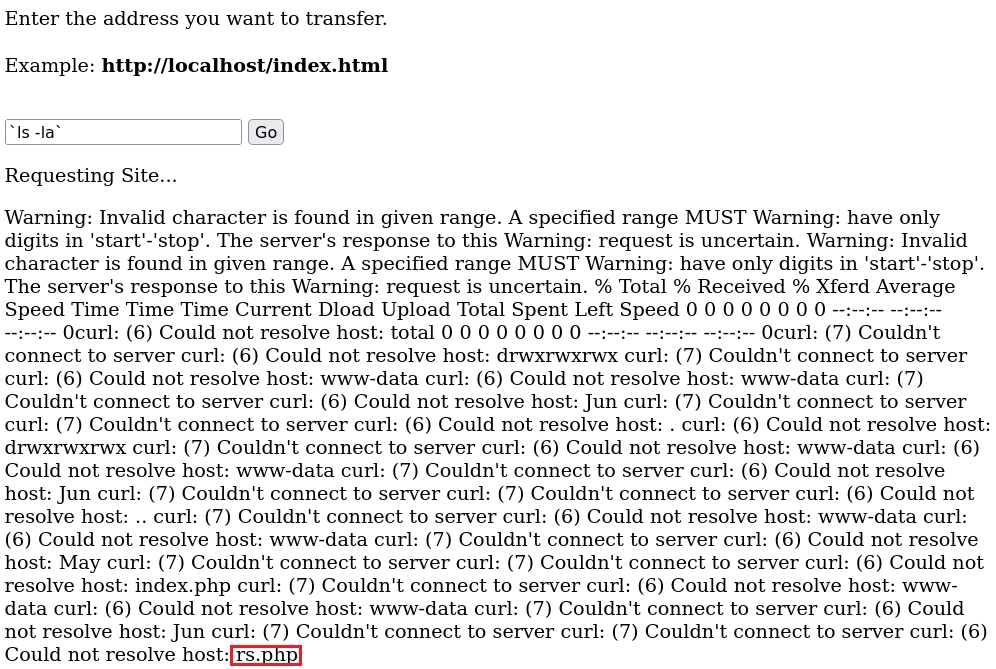 Enter the address you want to transfer.
Example: http://localhost/index.html
`ls -la` Go
Requesting Site...
Warning: Invalid character is found in given range. A specified range MUST Warning: have only
digits in 'start'-'stop'. The server's response to this Warning: request is uncertain. Warning: Invalid
character is found in given range. A specified range MUST Warning: have only digits in 'start'-'stop'.
The server's response to this Warning: request is uncertain. % Total % Received % Xferd Average
Speed Time Time Time Current Dload Upload Total Spent Left Speed 0 0 0 0 0 0 0 0 --:--:-- --:--:--
--:--:-- 0curl: (6) Could not resolve host: total 0 0 0 0 0 0 0 0 --:--:-- --:--:-- --:--:-- 0curl: (7) Couldn't
connect to server curl: (6) Could not resolve host: drwxrwxrwx curl: (7) Couldn't connect to server
curl: (6) Could not resolve host: www-data curl: (6) Could not resolve host: www-data curl: (7)
Couldn't connect to server curl: (6) Could not resolve host: Jun curl: (7) Couldn't connect to server
curl: (7) Couldn't connect to server curl: (6) Could not resolve host: . curl: (6) Could not resolve host:
drwxrwxrwx curl: (7) Couldn't connect to server curl: (6) Could not resolve host: www-data curl: (6)
Could not resolve host: www-data curl: (7) Couldn't connect to server curl: (6) Could not resolve
host: Jun curl: (7) Couldn't connect to server curl: (7) Couldn't connect to server curl: (6) Could not
resolve host: .. curl: (7) Couldn't connect to server curl: (6) Could not resolve host: www-data curl:
(6) Could not resolve host: www-data curl: (7) Couldn't connect to server curl: (6) Could not resolve
host: May curl: (7) Couldn't connect to server curl: (7) Couldn't connect to server curl: (6) Could not
resolve host: index.php curl: (7) Couldn't connect to server curl: (6) Could not resolve host: www-
data curl: (6) Could not resolve host: www-data curl: (7) Couldn't connect to server curl: (6) Could
not resolve host: Jun curl: (7) Couldn't connect to server curl: (7) Couldn't connect to server curl: (6)
Could not resolve host: rs.php